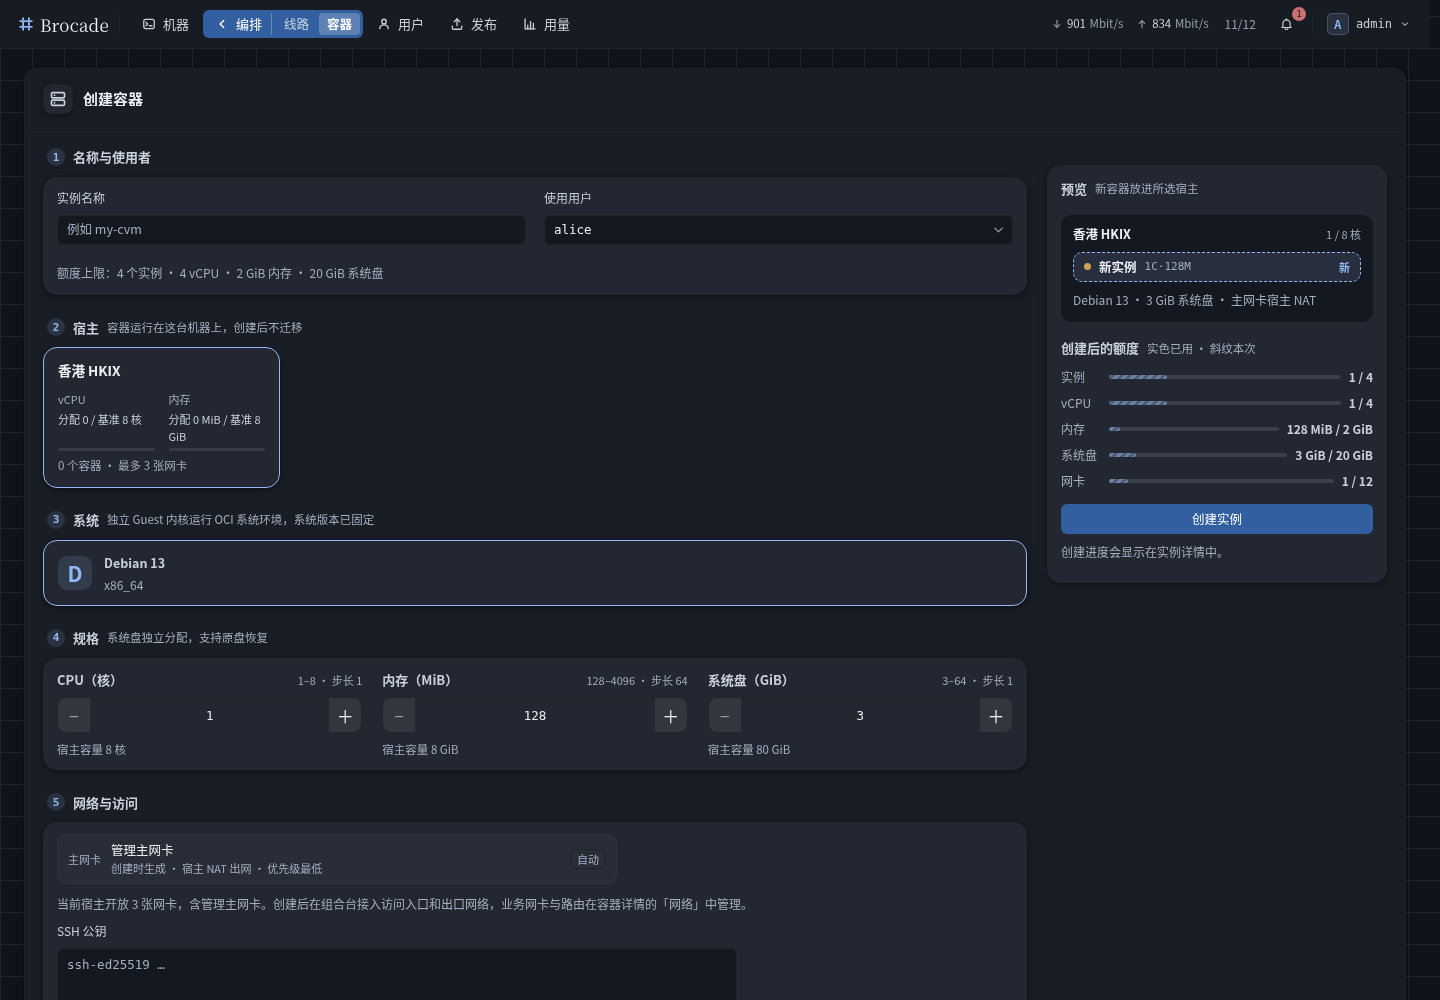 Brocade
机器
编排
线路
容器
用户
发布
用量
↓ 901 Mbit/s
↑ 834 Mbit/s
11/12
1
A admin
创建容器
1 名称与使用者
实例名称
使用用户
例如 my-cvm
alice
额度上限：4 个实例 · 4 vCPU · 2 GiB 内存 · 20 GiB 系统盘
2 宿主 容器运行在这台机器上，创建后不迁移
香港 HKIX
vCPU
内存
分配 0 / 基准 8 核
分配 0 MiB / 基准 8
GiB
0 个容器 · 最多 3 张网卡
3 系统 独立 Guest 内核运行 OCI 系统环境，系统版本已固定
D
Debian 13
x86_64
4 规格 系统盘独立分配，支持原盘恢复
CPU（核） 1–8 · 步长 1
内存（MiB） 128–4096 · 步长 64
系统盘（GiB） 3–64 · 步长 1
− 1 +
− 128 +
− 3 +
宿主容量 8 核
宿主容量 8 GiB
宿主容量 80 GiB
5 网络与访问
主网卡
管理主网卡
创建时生成 · 宿主 NAT 出网 · 优先级最低
自动
当前宿主开放 3 张网卡，含管理主网卡。创建后在组合台接入访问入口和出口网络，业务网卡与路由在容器详情的「网络」中管理。
SSH 公钥
ssh-ed25519 …
预览 新容器放进所选宿主
香港 HKIX 1 / 8 核
新实例 1C·128M 新
Debian 13 · 3 GiB 系统盘 · 主网卡宿主 NAT
创建后的额度 实色已用 · 斜纹本次
实例 1 / 4
vCPU 1 / 4
内存 128 MiB / 2 GiB
系统盘 3 GiB / 20 GiB
网卡 1 / 12
创建实例
创建进度会显示在实例详情中。